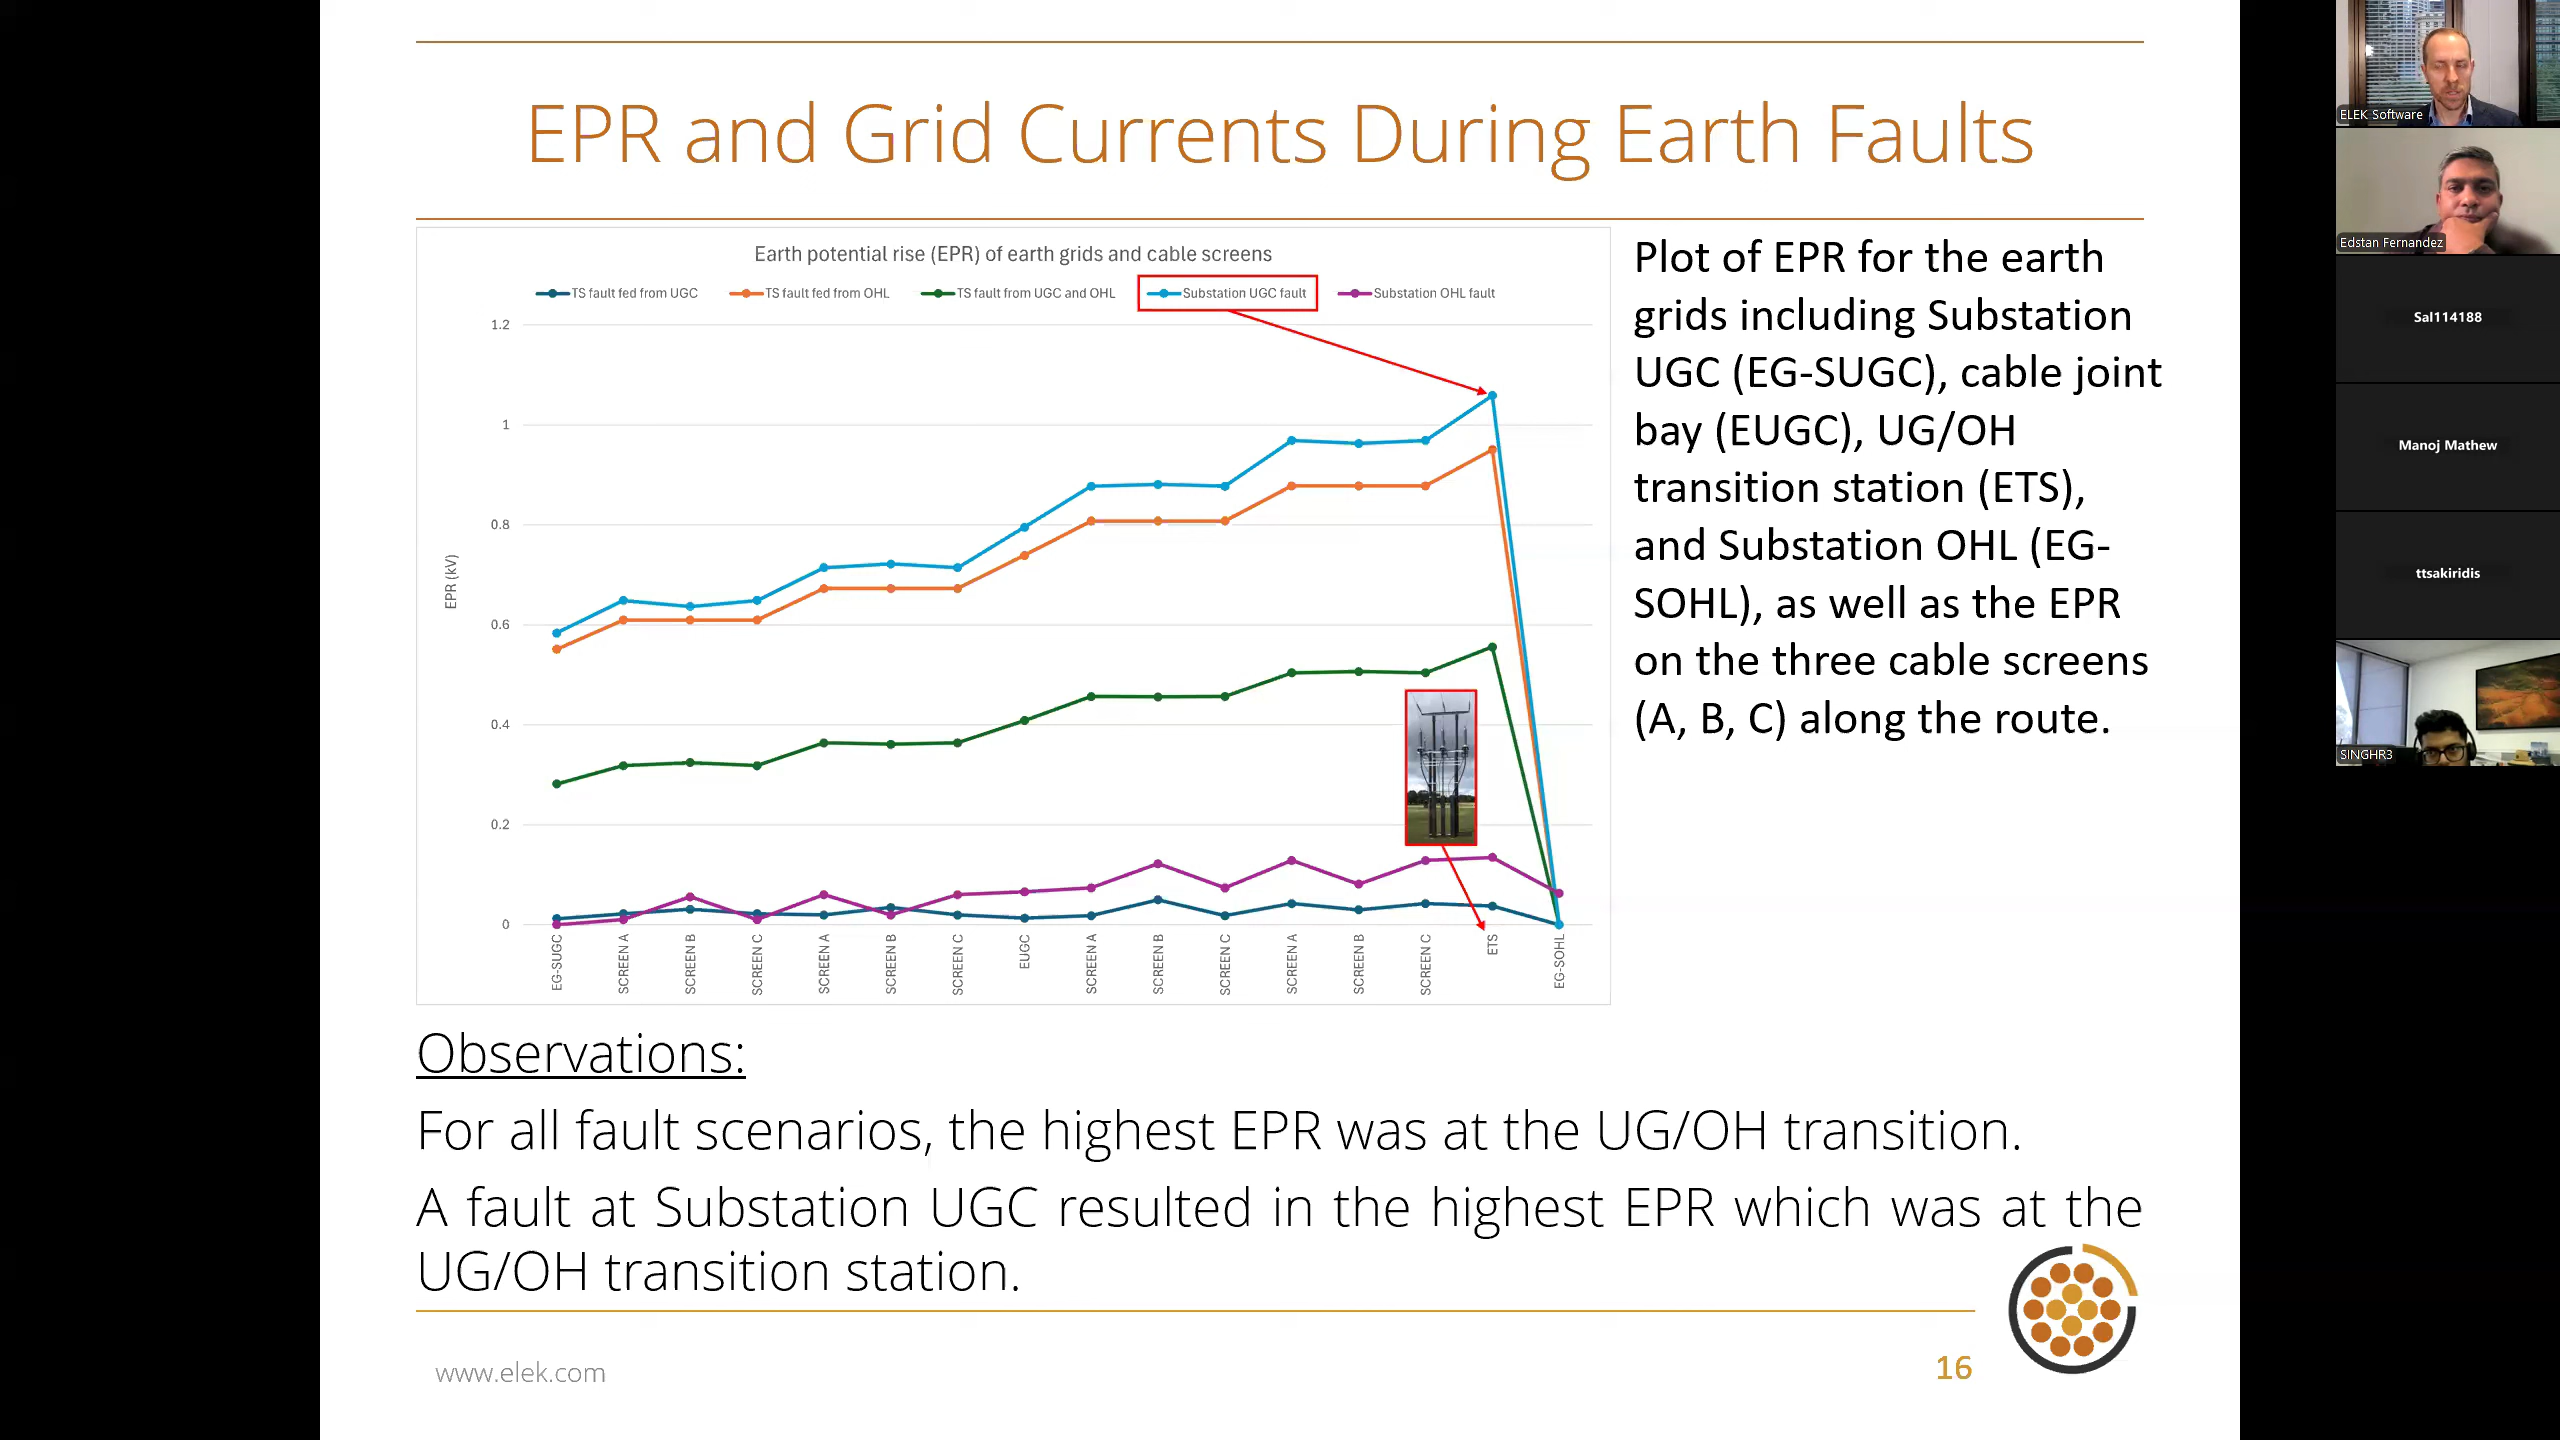 EPR and Grid Currents During Earth Faults
Earth potential rise (EPR) of earth grids and cable screens
TS fault fed from UGC
TS fault fed from OHL
TS fault from UGC and OHL
Substation UGC fault
Substation OHL fault
EPR (kV)
1.2
1
0.8
0.6
0.4
0.2
0
EG-SUGC
SCREEN A
SCREEN B
SCREEN C
SCREEN A
SCREEN B
SCREEN C
EUGC
SCREEN A
SCREEN B
SCREEN C
SCREEN A
SCREEN B
SCREEN C
ETS
EG-SOHL
Plot of EPR for the earth
grids including Substation
UGC (EG-SUGC), cable joint
bay (EUGC), UG/OH
transition station (ETS),
and Substation OHL (EG-
SOHL), as well as the EPR
on the three cable screens
(A, B, C) along the route.
Observations:
For all fault scenarios, the highest EPR was at the UG/OH transition.
A fault at Substation UGC resulted in the highest EPR which was at the
UG/OH transition station.
www.elek.com
16
ELEK Software
Edstan Fernandez
Sal114188
Manoj Mathew
ttsakiridis
SINGHR3